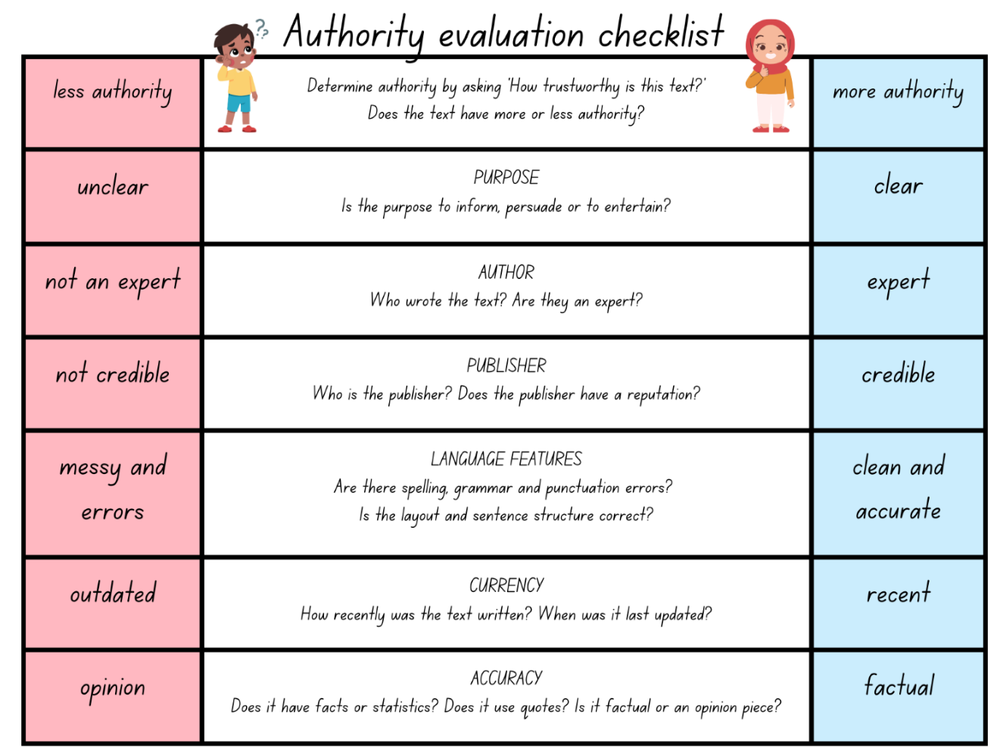 ??
Authority evaluation checklist
less authority
Determine authority by asking 'How trustworthy is this text?'
Does the text have more or less authority?
more authority
unclear
PURPOSE
Is the purpose to inform, persuade or to entertain?
clear
not an expert
AUTHOR
Who wrote the text? Are they an expert?
expert
not credible
PUBLISHER
Who is the publisher? Does the publisher have a reputation?
credible
messy and
errors
LANGUAGE FEATURES
Are there spelling, grammar and punctuation errors?
Is the layout and sentence structure correct?
clean and
accurate
outdated
CURRENCY
How recently was the text written? When was it last updated?
recent
opinion
ACCURACY
Does it have facts or statistics? Does it use quotes? Is it factual or an opinion piece?
factual